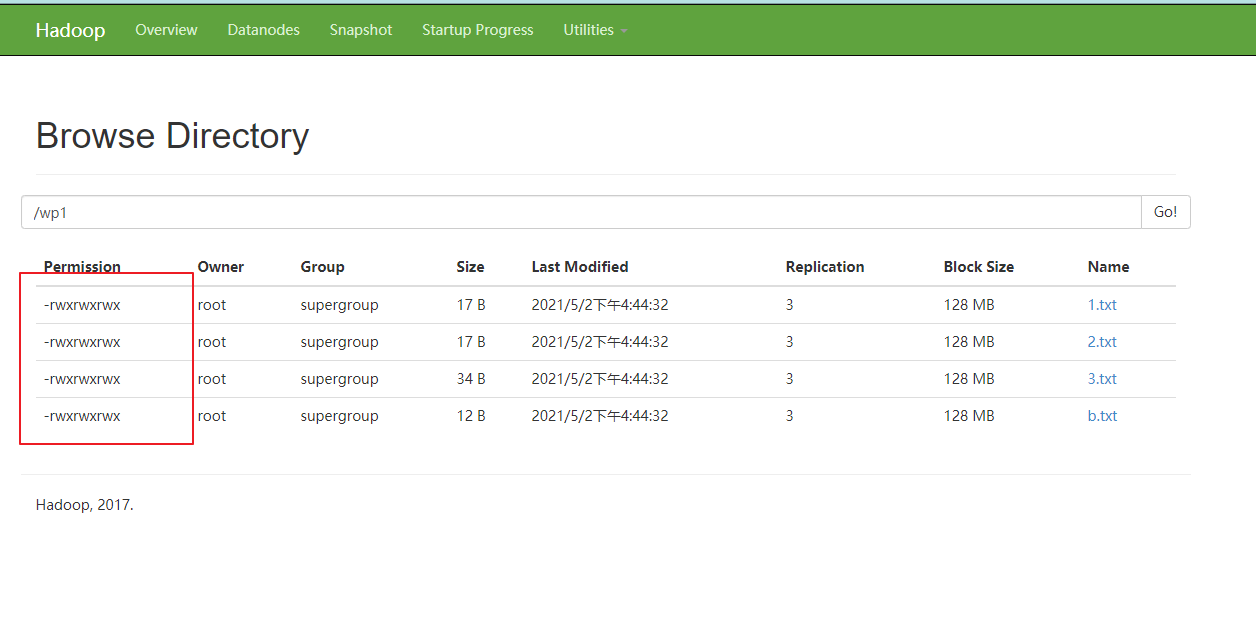 Hadoop Overview Datanodes Snapshot Startup Progress Utilities
Browse Directory
/wp1 Go!
Permission Owner Group Size Last Modified Replication Block Size Name
-rwxrwxrwx root supergroup 17 B 2021/5/2下午4:44:32 3 128 MB 1.txt
-rwxrwxrwx root supergroup 17 B 2021/5/2下午4:44:32 3 128 MB 2.txt
-rwxrwxrwx root supergroup 34 B 2021/5/2下午4:44:32 3 128 MB 3.txt
-rwxrwxrwx root supergroup 12 B 2021/5/2下午4:44:32 3 128 MB b.txt
Hadoop, 2017.